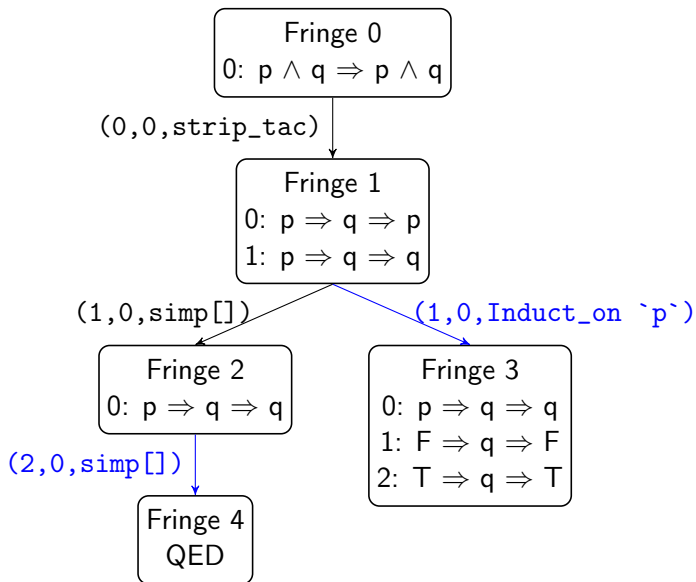 Fringe 0
0: p ∧ q ⇒ p ∧ q
(0,0,strip_tac)
Fringe 1
0: p ⇒ q ⇒ p
1: p ⇒ q ⇒ q
(1,0,simp[])
(1,0,Induct_on `p`)
Fringe 2
0: p ⇒ q ⇒ q
Fringe 3
0: p ⇒ q ⇒ q
1: F ⇒ q ⇒ F
2: T ⇒ q ⇒ T
(2,0,simp[])
Fringe 4
QED